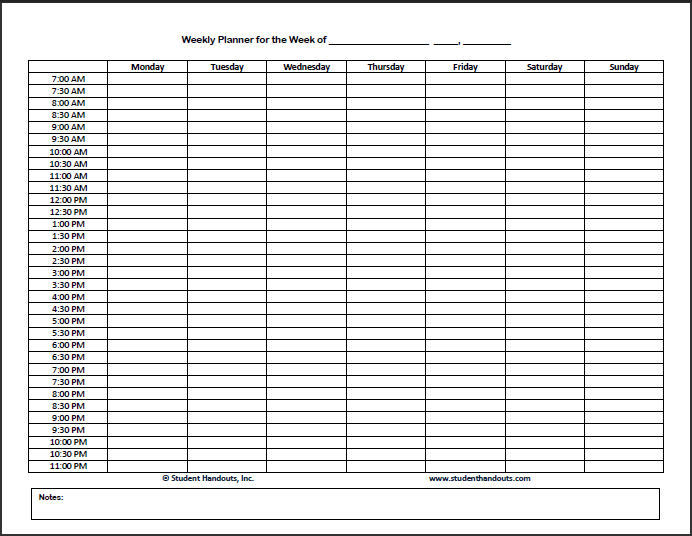 Weekly Planner for the Week of ____________________ _____, __________
Monday Tuesday Wednesday Thursday Friday Saturday Sunday
7:00 AM
7:30 AM
8:00 AM
8:30 AM
9:00 AM
9:30 AM
10:00 AM
10:30 AM
11:00 AM
11:30 AM
12:00 PM
12:30 PM
1:00 PM
1:30 PM
2:00 PM
2:30 PM
3:00 PM
3:30 PM
4:00 PM
4:30 PM
5:00 PM
5:30 PM
6:00 PM
6:30 PM
7:00 PM
7:30 PM
8:00 PM
8:30 PM
9:00 PM
9:30 PM
10:00 PM
10:30 PM
11:00 PM
© Student Handouts, Inc. www.studenthandouts.com
Notes: